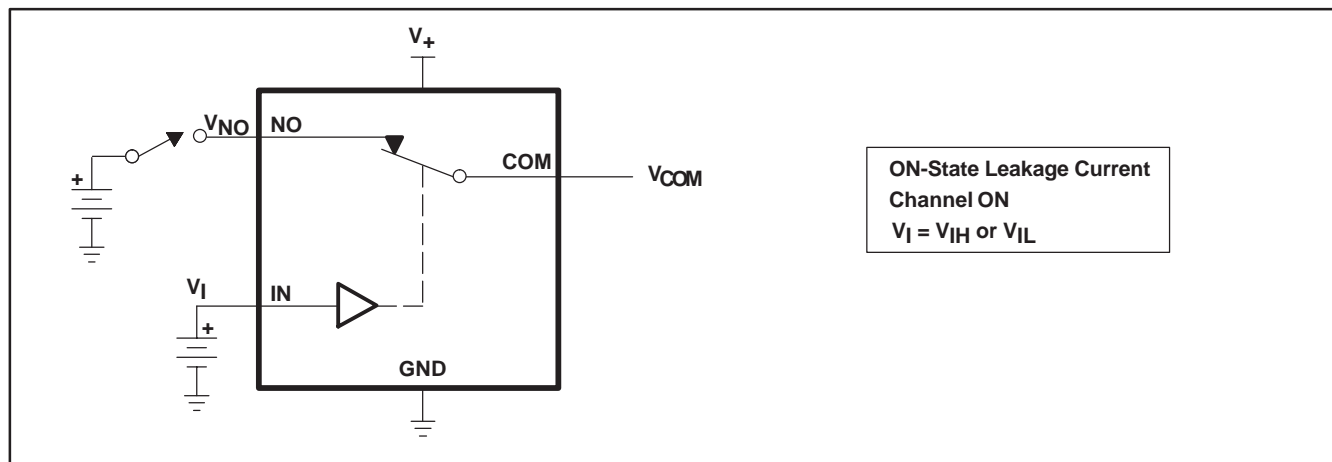 V+
VNO NO
COM VCOM
+
VI IN
+
GND
ON-State Leakage Current
Channel ON
VI = VIH or VIL